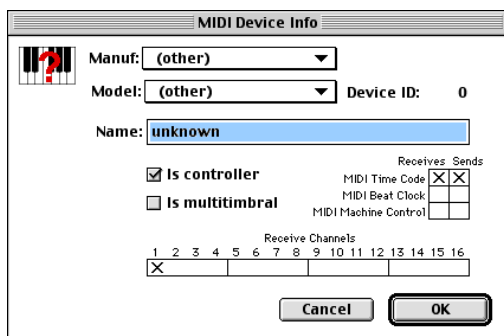 MIDI Device Info
Manuf: (other)
Model: (other) Device ID: 0
Name: unknown
Is controller
Is multitimbral
Receives Sends
MIDI Time Code
MIDI Beat Clock
MIDI Machine Control
Receive Channels
1 2 3 4 5 6 7 8 9 10 11 12 13 14 15 16
Cancel OK